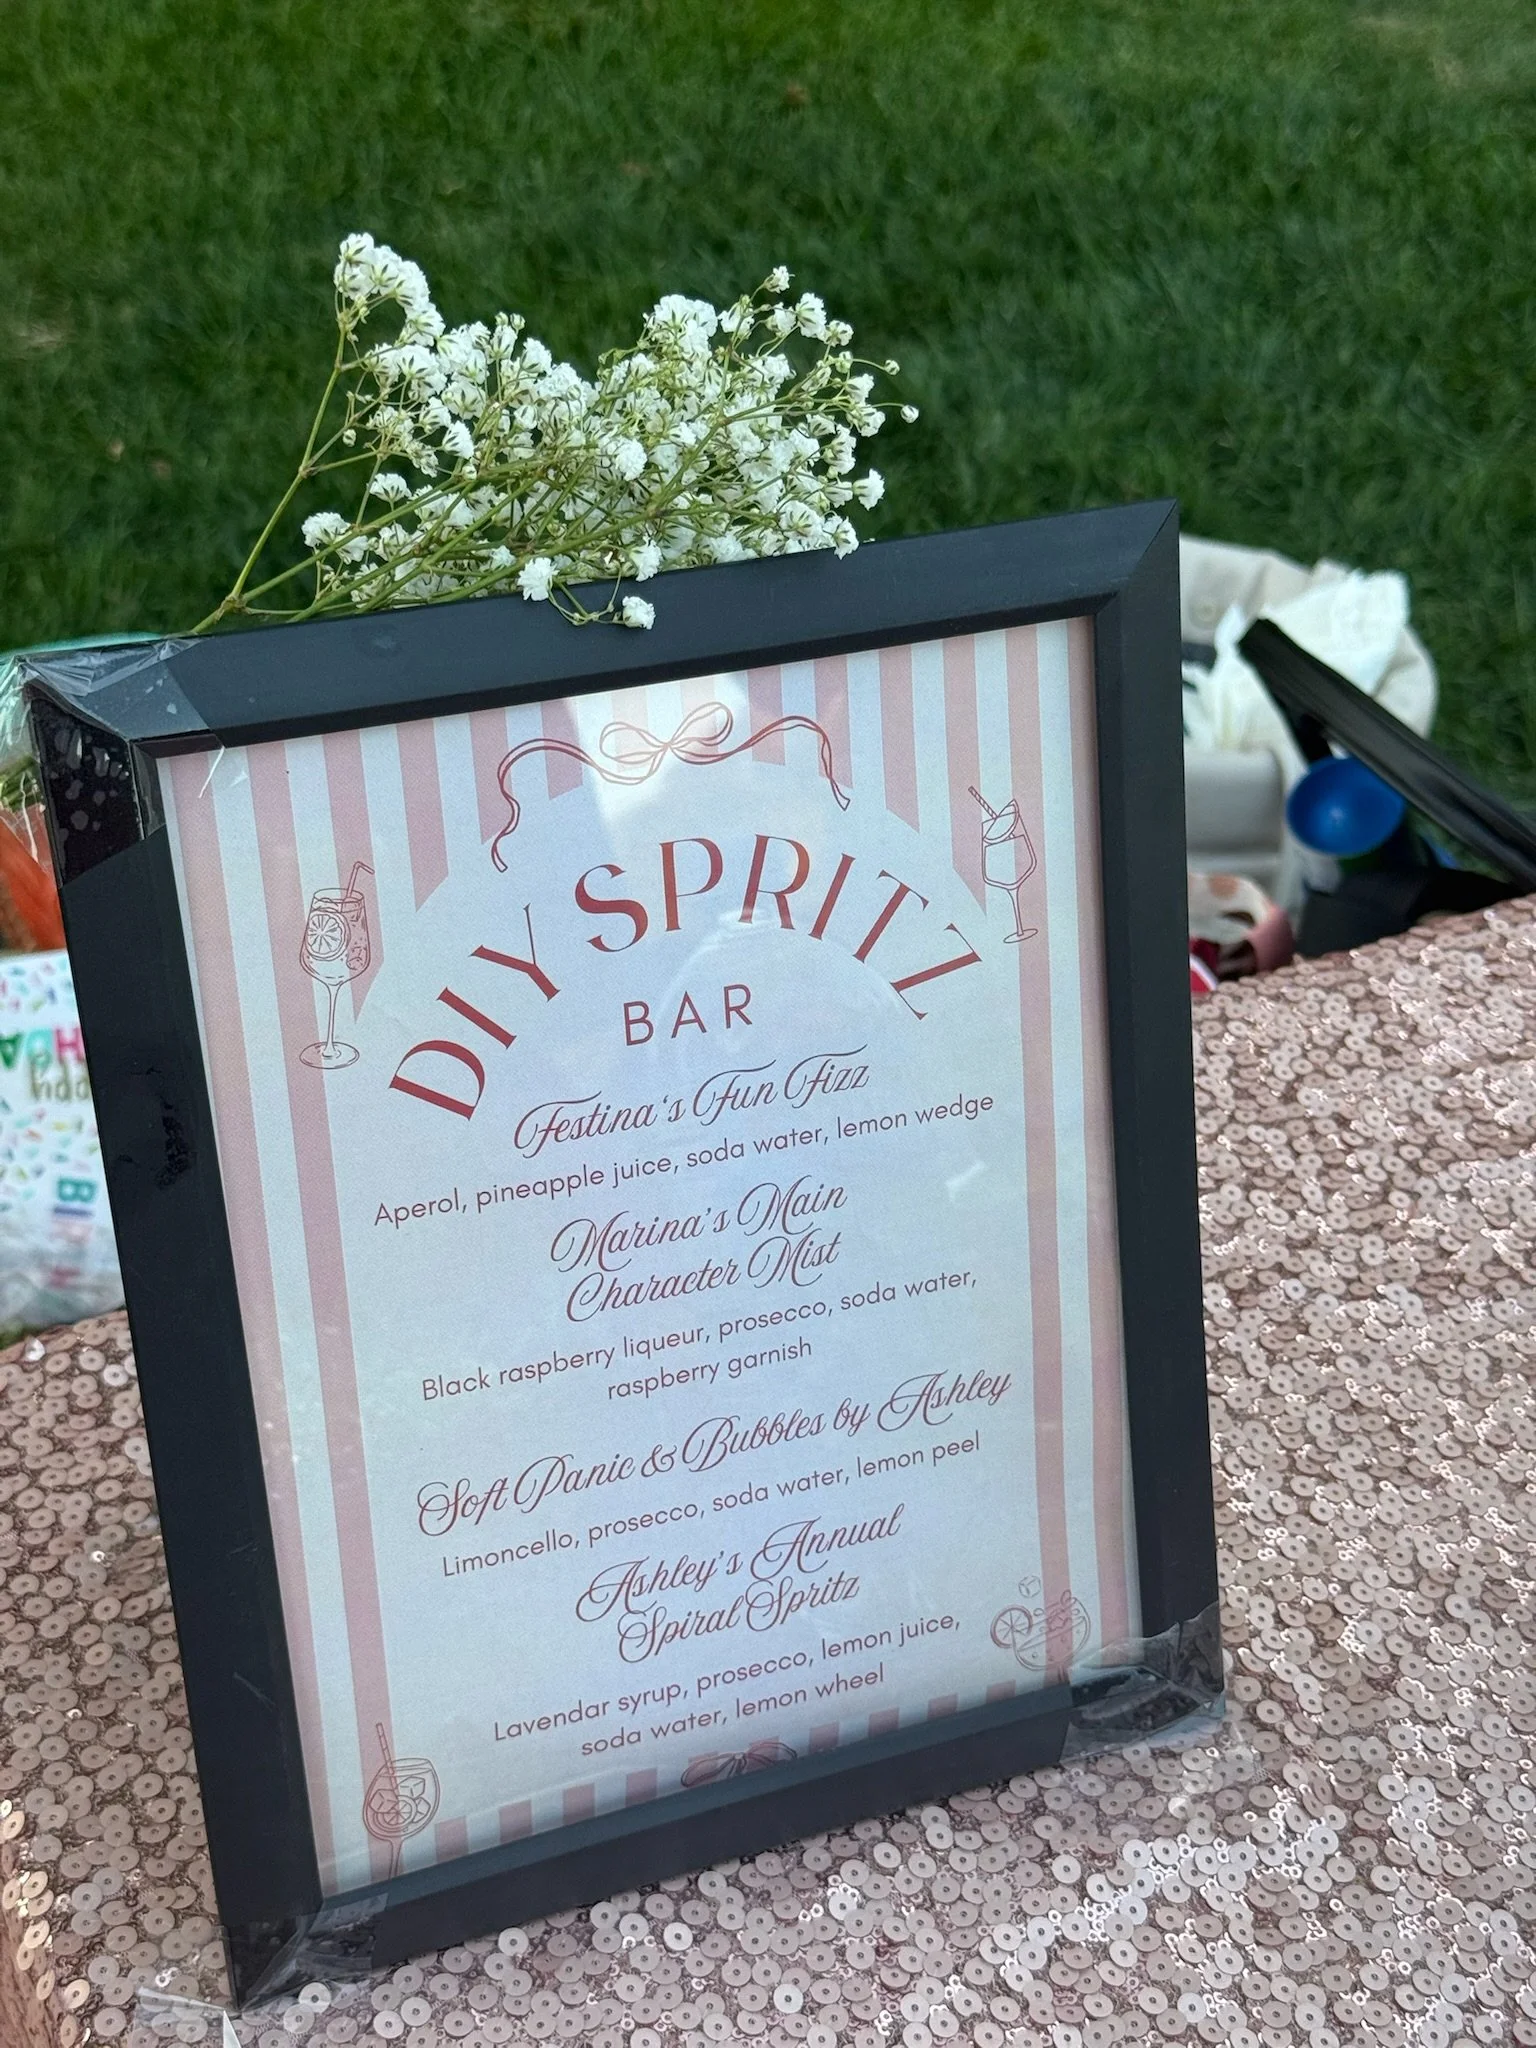 DIY SPRITZ
BAR
Festina's Fun Fizz
Aperol, pineapple juice, soda water, lemon wedge
Marina's Main
Character Mist
Black raspberry liqueur, prosecco, soda water,
raspberry garnish
Soft Panic & Bubbles by Ashley
Limoncello, prosecco, soda water, lemon peel
Ashley's Annual
Spiral Spritz
Lavendar syrup, prosecco, lemon juice,
soda water, lemon wheel